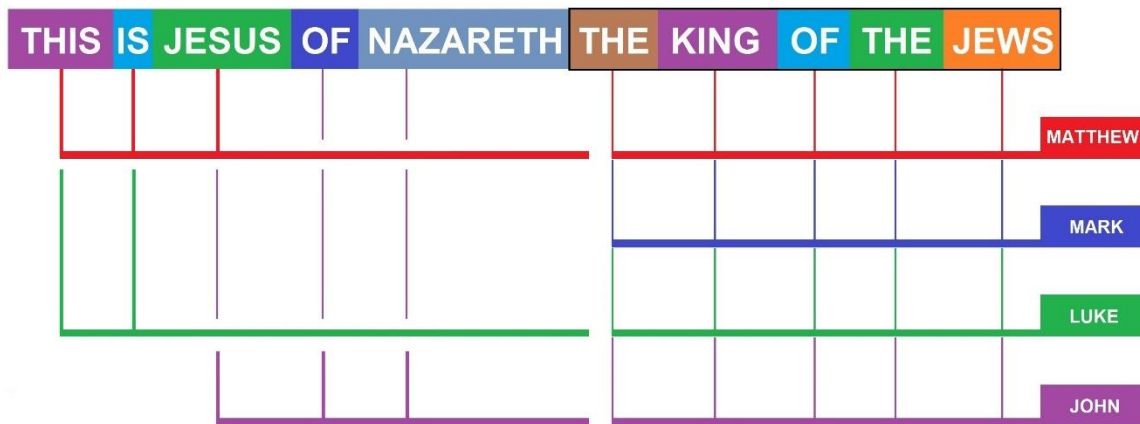 THIS IS JESUS OF NAZARETH THE KING OF THE JEWS
MATTHEW
MARK
LUKE
JOHN